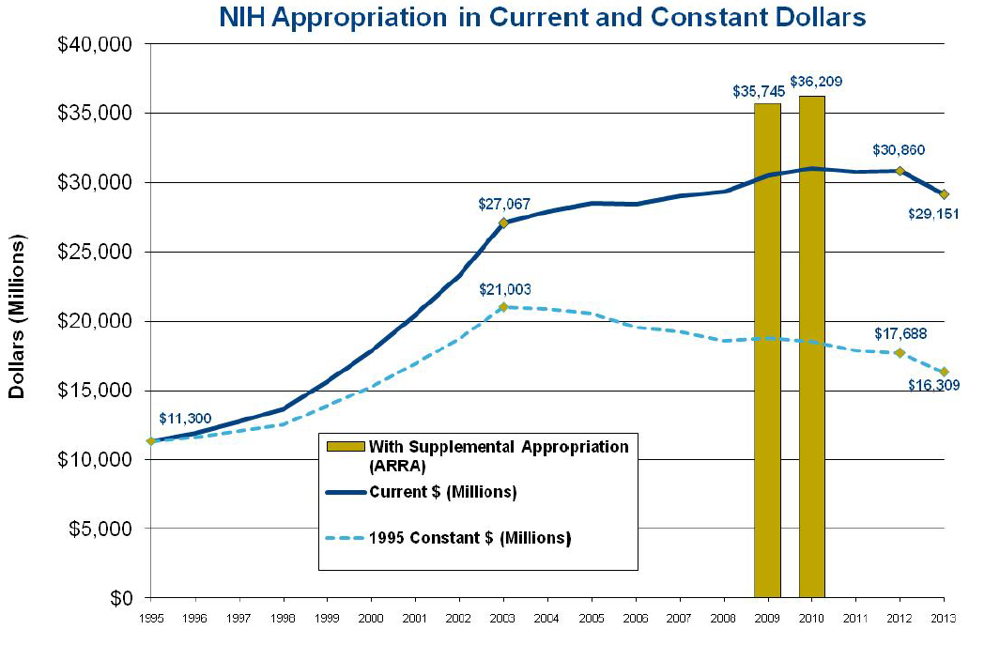 NIH Appropriation in Current and Constant Dollars
$40,000
$35,000
$30,000
$25,000
$20,000
$15,000
$10,000
$5,000
$0
Dollars (Millions)
$11,300
$27,067
$21,003
$35,745
$36,209
$30,860
$29,151
$17,688
$16,309
With Supplemental Appropriation
(ARRA)
Current $ (Millions)
1995 Constant $ (Millions)
1995 1996 1997 1998 1999 2000 2001 2002 2003 2004 2005 2006 2007 2008 2009 2010 2011 2012 2013